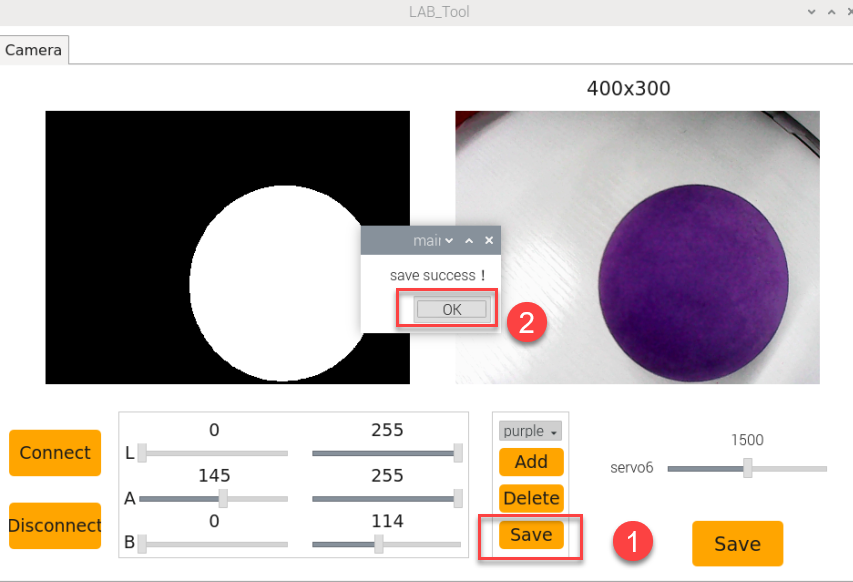 LAB_Tool
Camera
400x300
main
save success !
OK
2
Connect
Disconnect
0 255
L
145 255
A
0 114
B
purple
Add
Delete
Save
1
1500
servo6
Save